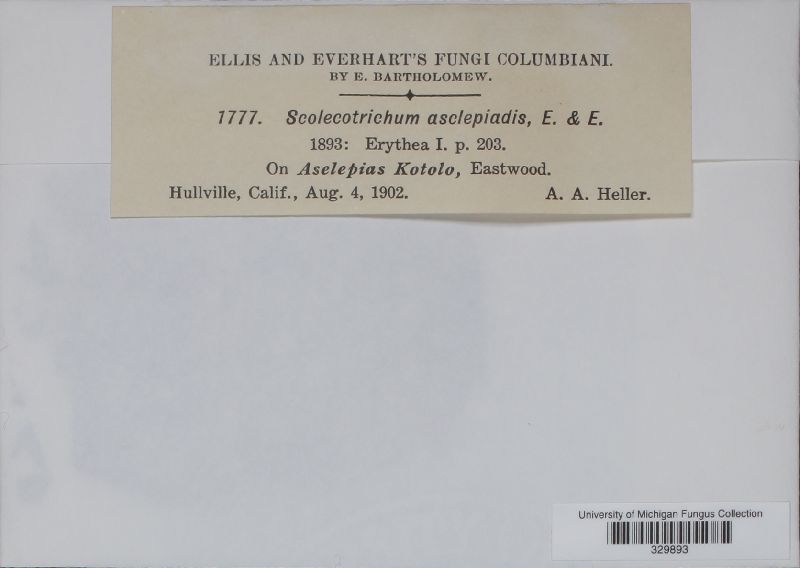 ELLIS AND EVERHART'S FUNGI COLUMBIANI.
BY E. BARTHOLOMEW.
1777. Scolecotrichum asclepiadis, E. & E.
1893: Erythea I. p. 203.
On Aselepias Kotolo, Eastwood.
Hullville, Calif., Aug. 4, 1902. A. A. Heller.
University of Michigan Fungus Collection
329893